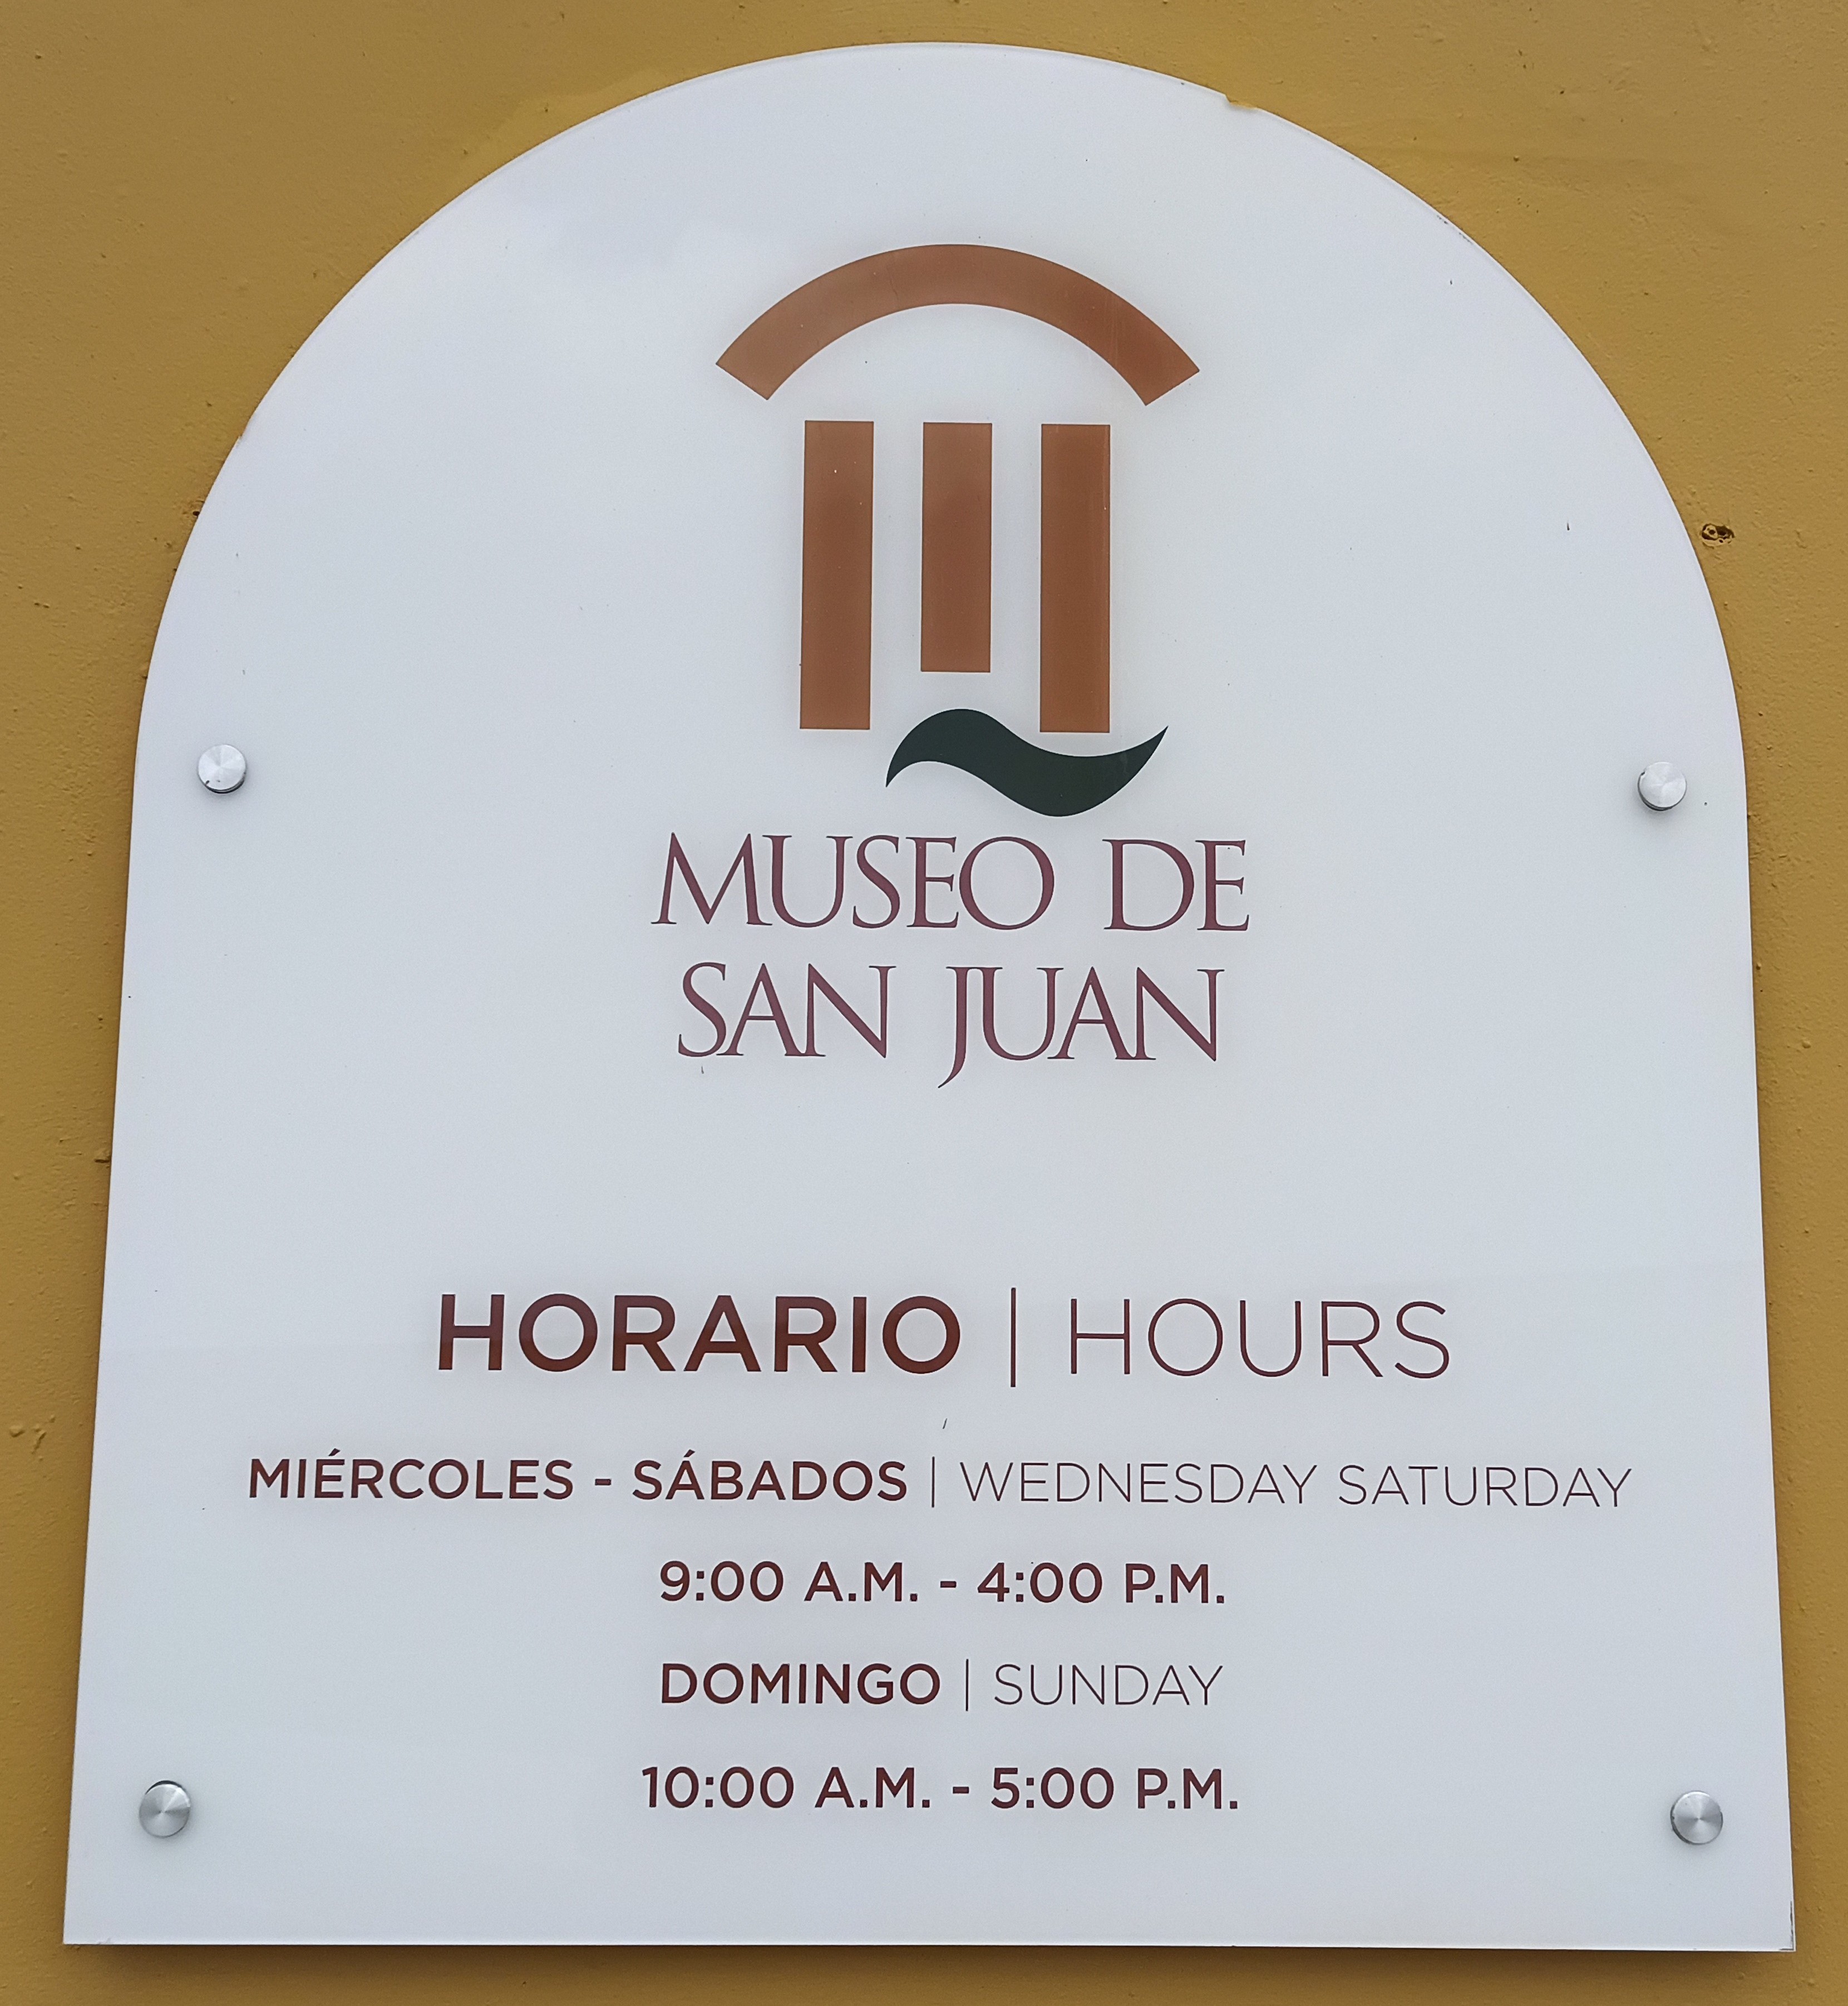 MUSEO DE
SAN JUAN
HORARIO | HOURS
MIÉRCOLES - SÁBADOS | WEDNESDAY SATURDAY
9:00 A.M. - 4:00 P.M.
DOMINGO | SUNDAY
10:00 A.M. - 5:00 P.M.